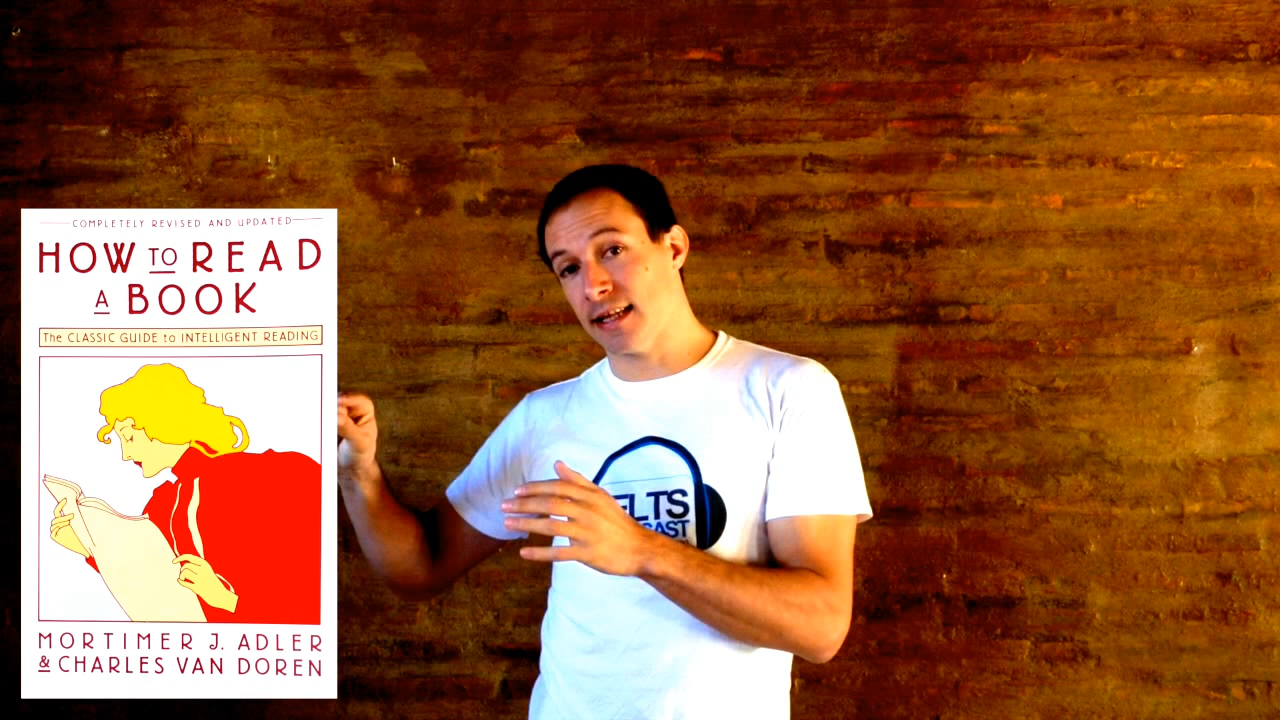 COMPLETELY REVISED AND UPDATED
HOW TO READ
A BOOK
The CLASSIC GUIDE to INTELLIGENT READING
MORTIMER J. ADLER
& CHARLES VAN DOREN